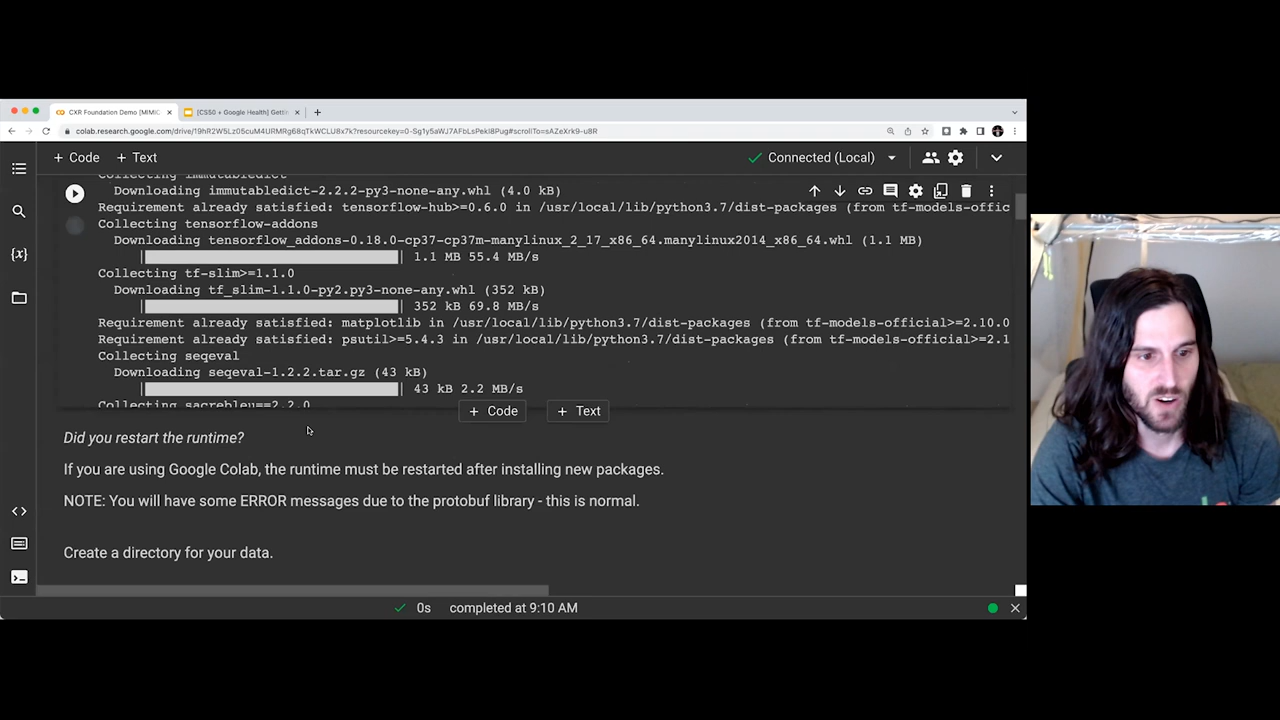 CXR Foundation Demo [MIMIC
[CS50 + Google Health] Gettin
colab.research.google.com/drive/19hR2W5Lz05cuM4URMRg68qTkWCLU8x7k?resourcekey=0-Sg1y5aWJ7AFbLsPekI8Pug#scrollTo=sAZeXrk9-u8R
+ Code + Text
Connected (Local)
Collecting immutabledict
Downloading immutabledict-2.2.2-py3-none-any.whl (4.0 kB)
Requirement already satisfied: tensorflow-hub>=0.6.0 in /usr/local/lib/python3.7/dist-packages (from tf-models-offic
Collecting tensorflow-addons
Downloading tensorflow_addons-0.18.0-cp37-cp37m-manylinux_2_17_x86_64.manylinux2014_x86_64.whl (1.1 MB)
1.1 MB 55.4 MB/s
Collecting tf-slim>=1.1.0
Downloading tf_slim-1.1.0-py2.py3-none-any.whl (352 kB)
352 kB 69.8 MB/s
Requirement already satisfied: matplotlib in /usr/local/lib/python3.7/dist-packages (from tf-models-official>=2.10.0
Requirement already satisfied: psutil>=5.4.3 in /usr/local/lib/python3.7/dist-packages (from tf-models-official>=2.1
Collecting seqeval
Downloading seqeval-1.2.2.tar.gz (43 kB)
43 kB 2.2 MB/s
Collecting sacrebleu==2.2.0
+ Code + Text
Did you restart the runtime?
If you are using Google Colab, the runtime must be restarted after installing new packages.
NOTE: You will have some ERROR messages due to the protobuf library - this is normal.
Create a directory for your data.
0s completed at 9:10 AM